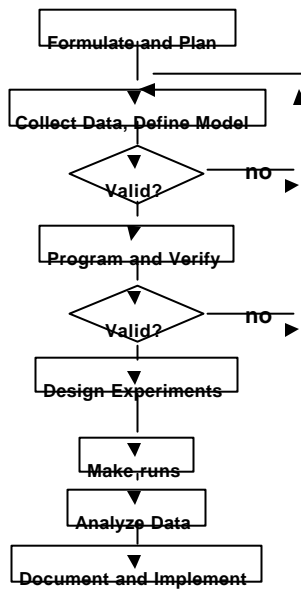 Formulate and Plan
Collect Data, Define Model
Valid?
no
Program and Verify
Valid?
no
Design Experiments
Make runs
Analyze Data
Document and Implement